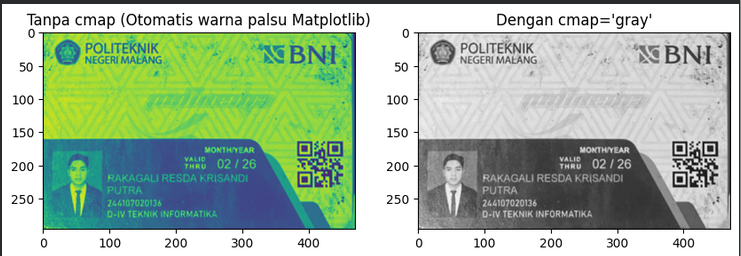 Tanpa cmap (Otomatis warna palsu Matplotlib)
0
50
100
150
200
250
0
100
200
300
400
POLITEKNIK
NEGERI MALANG
BNI
polinema
MONTH/YEAR
VALID
THRU
02 / 26
RAKAGALI RESDA KRISANDI
PUTRA
244107020136
D-IV TEKNIK INFORMATIKA
Dengan cmap='gray'
0
50
100
150
200
250
0
100
200
300
400
POLITEKNIK
NEGERI MALANG
BNI
polinema
MONTH/YEAR
VALID
THRU
02 / 26
RAKAGALI RESDA KRISANDI
PUTRA
244107020136
D-IV TEKNIK INFORMATIKA